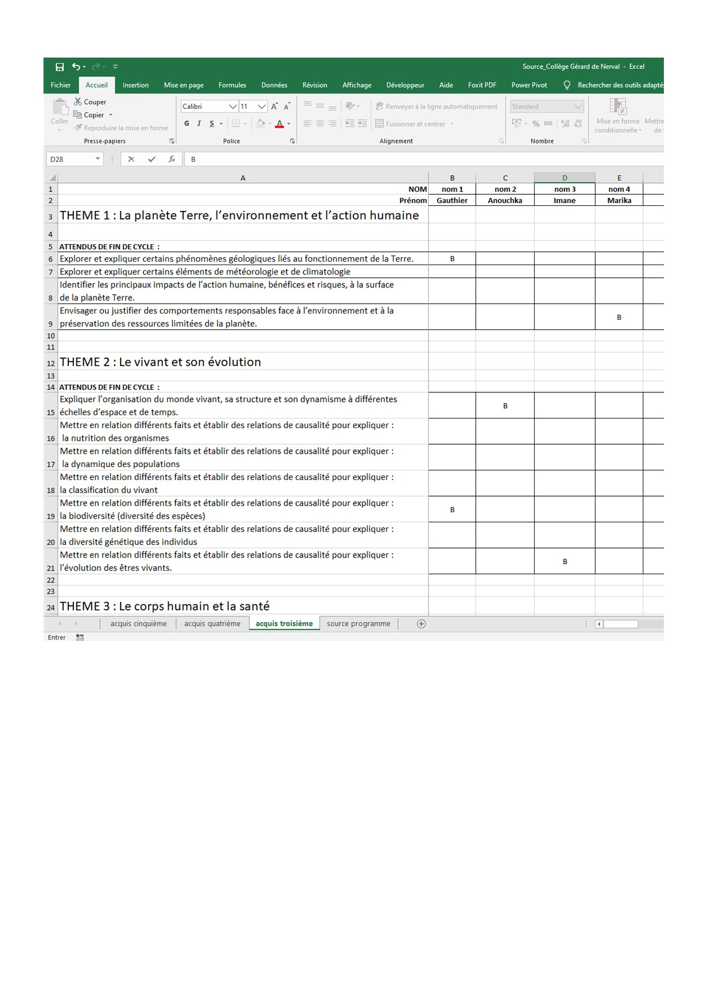 Source_Collège Gérard de Nerval - Excel
Fichier Accueil Insertion Mise en page Formules Données Révision Affichage Développeur Aide Foxit PDF Power Pivot Rechercher des outils adapté
Coller
Couper
Copier
Reproduire la mise en forme
Presse-papiers
Calibri 11
G I S A
Police
Renvoyer à la ligne automatiquement
Fusionner et centrer
Alignement
Standard
% 000
Nombre
Mise en forme
conditionnelle
Mettre
de
D28 fx B
A B C D E
1 NOM nom 1 nom 2 nom 3 nom 4
2 Prénom Gauthier Anouchka Imane Marika
3 THEME 1 : La planète Terre, l’environnement et l’action humaine
4
5 ATTENDUS DE FIN DE CYCLE :
6 Explorer et expliquer certains phénomènes géologiques liés au fonctionnement de la Terre. B
7 Explorer et expliquer certains éléments de météorologie et de climatologie
Identifier les principaux impacts de l’action humaine, bénéfices et risques, à la surface
8 de la planète Terre.
Envisager ou justifier des comportements responsables face à l’environnement et à la
9 préservation des ressources limitées de la planète. B
10
11
12 THEME 2 : Le vivant et son évolution
13
14 ATTENDUS DE FIN DE CYCLE :
Expliquer l’organisation du monde vivant, sa structure et son dynamisme à différentes
15 échelles d’espace et de temps. B
Mettre en relation différents faits et établir des relations de causalité pour expliquer :
16 la nutrition des organismes
Mettre en relation différents faits et établir des relations de causalité pour expliquer :
17 la dynamique des populations
Mettre en relation différents faits et établir des relations de causalité pour expliquer :
18 la classification du vivant
Mettre en relation différents faits et établir des relations de causalité pour expliquer :
19 la biodiversité (diversité des espèces) B
Mettre en relation différents faits et établir des relations de causalité pour expliquer :
20 la diversité génétique des individus
Mettre en relation différents faits et établir des relations de causalité pour expliquer :
21 l’évolution des êtres vivants. B
22
23
24 THEME 3 : Le corps humain et la santé
acquis cinquième acquis quatrième acquis troisième source programme
Entrer